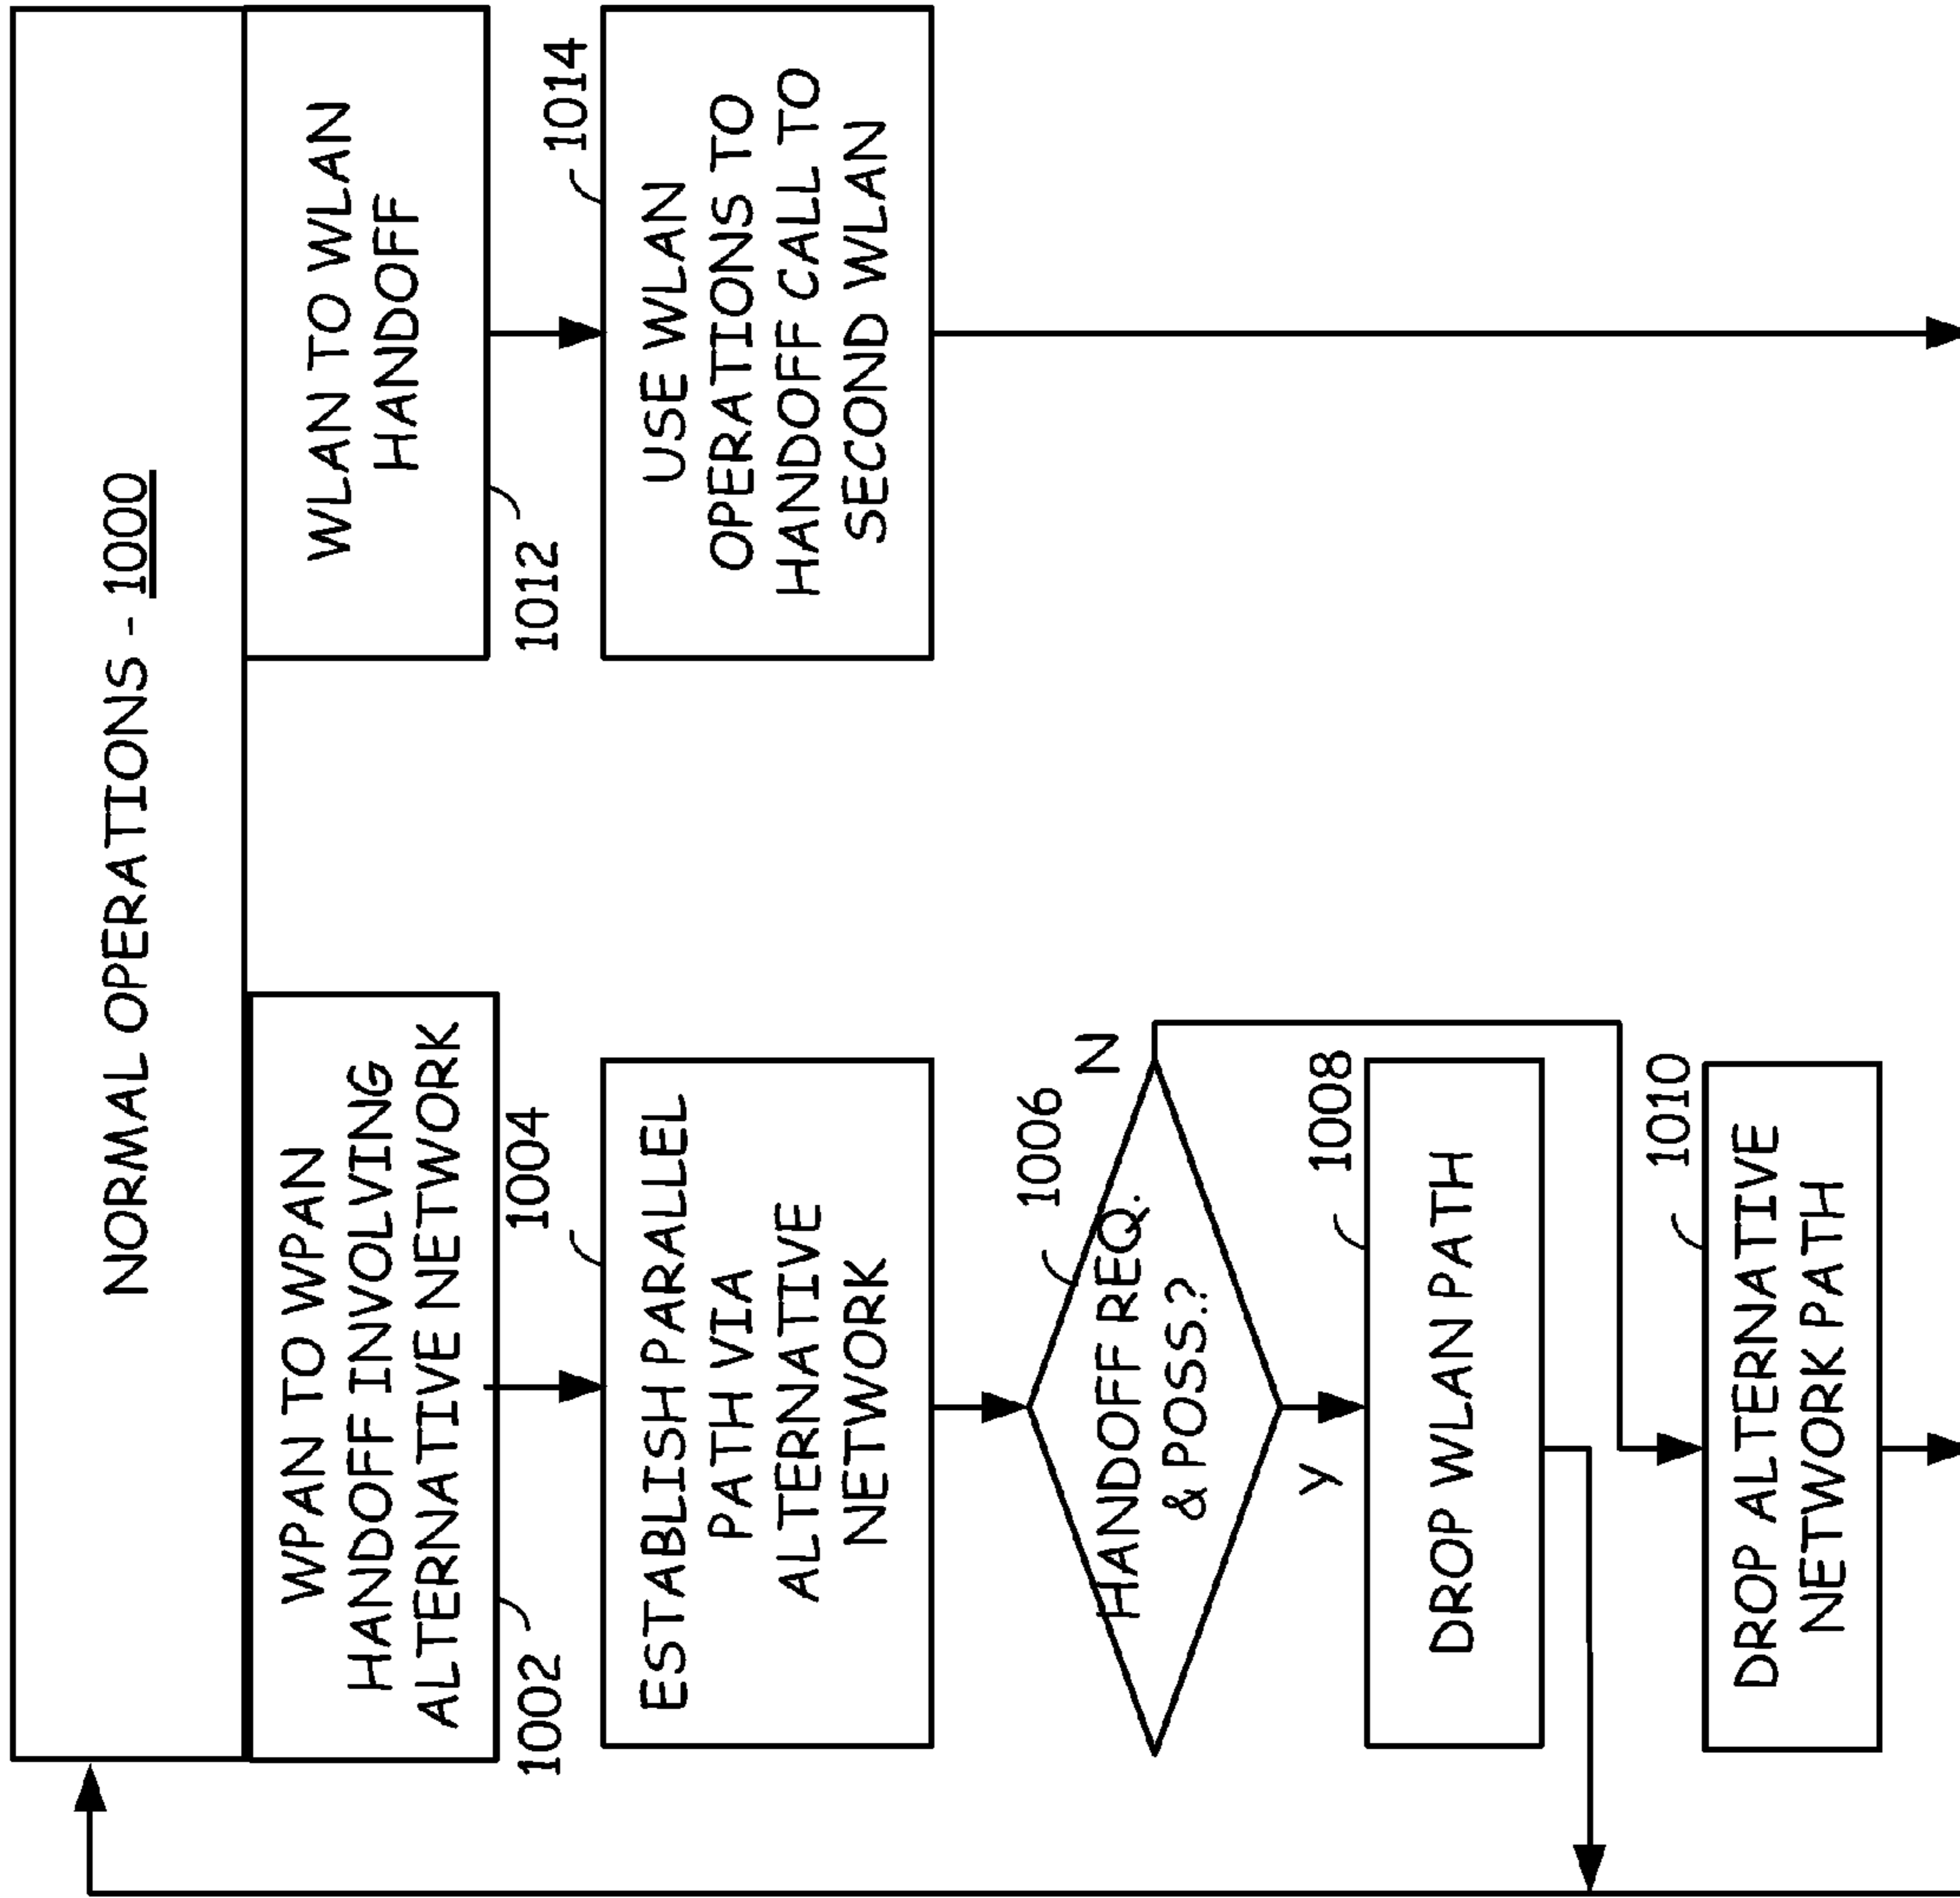 NORMAL OPERATIONS - 1000
WPAN TO WPAN
HANDOFF INVOLVING
ALTERNATIVE NETWORK
1002
1004
ESTABLISH PARALLEL
PATH VIA
ALTERNATIVE
NETWORK
1006
HANDOFF REQ.
& POSS.?
N
Y
1008
DROP WLAN PATH
1010
DROP ALTERNATIVE
NETWORK PATH
WLAN TO WLAN
HANDOFF
1012
1014
USE WLAN
OPERATIONS TO
HANDOFF CALL TO
SECOND WLAN